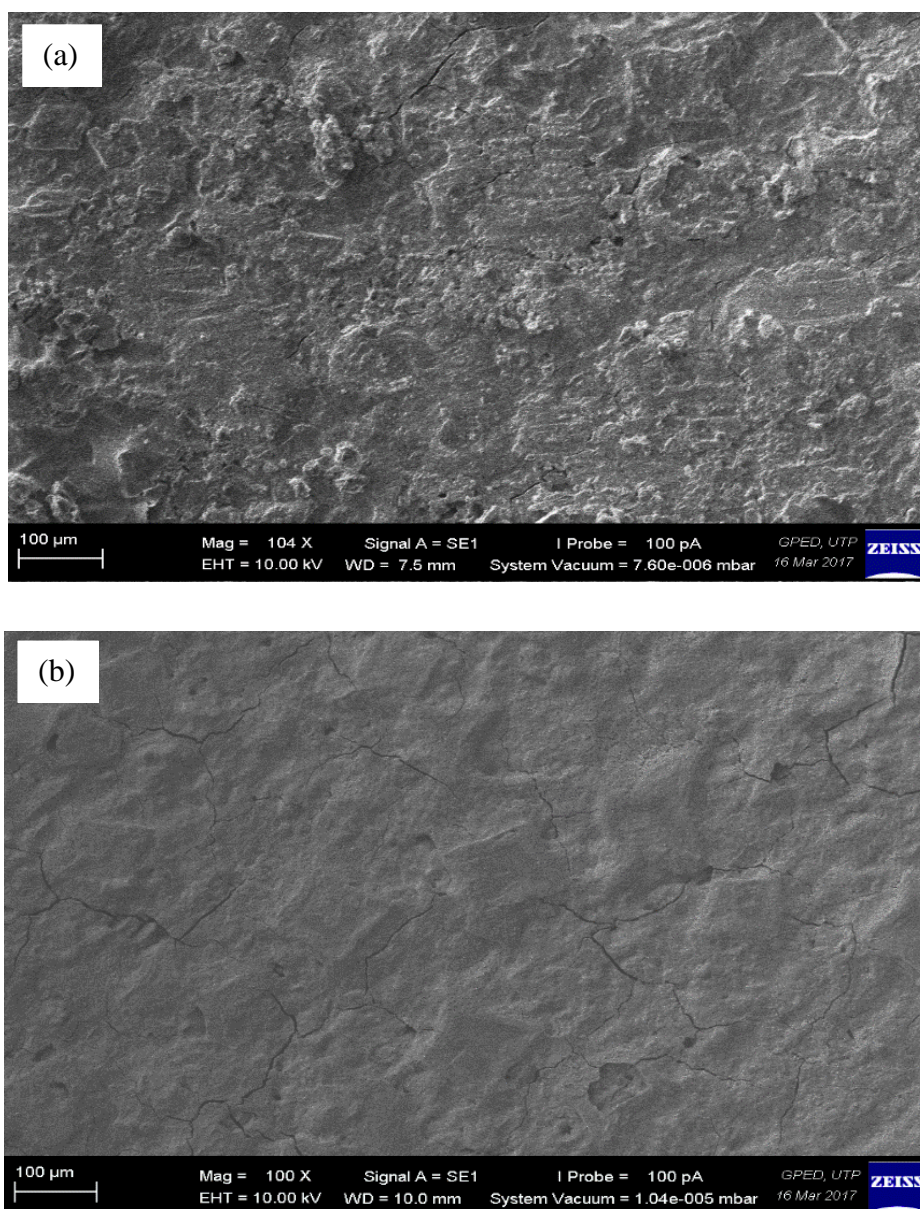 (a)
100 µm
Mag = 104 X Signal A = SE1 I Probe = 100 pA GPED, UTP
EHT = 10.00 kV WD = 7.5 mm System Vacuum = 7.60e-006 mbar 16 Mar 2017
ZEISS
(b)
100 µm
Mag = 100 X Signal A = SE1 I Probe = 100 pA GPED, UTP
EHT = 10.00 kV WD = 10.0 mm System Vacuum = 1.04e-005 mbar 16 Mar 2017
ZEISS